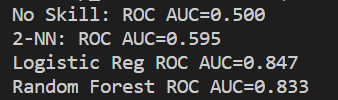 No Skill: ROC AUC=0.500
2-NN: ROC AUC=0.595
Logistic Reg ROC AUC=0.847
Random Forest ROC AUC=0.833